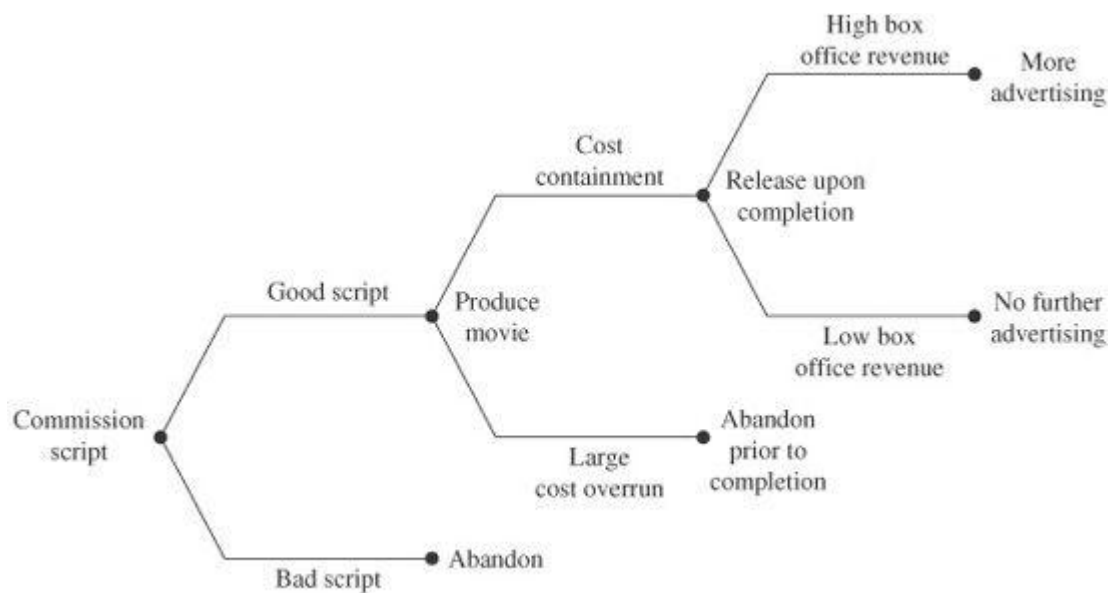 High box
office revenue
More
advertising
Cost
containment
Release upon
completion
Good script
Produce
movie
No further
advertising
Low box
office revenue
Commission
script
Abandon
prior to
completion
Large
cost overrun
Abandon
Bad script